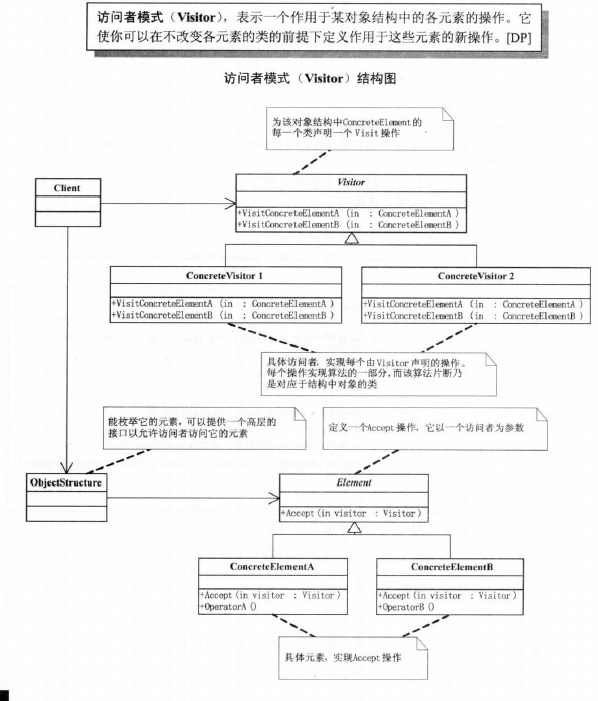 访问者模式（Visitor），表示一个作用于某对象结构中的各元素的操作。它
使你可以在不改变各元素的类的前提下定义作用于这些元素的新操作。[DP]
访问者模式（Visitor）结构图
为该对象结构中ConcreteElement的
每一个类声明一个 Visit 操作
Client
Visitor
+VisitConcreteElementA (in : ConcreteElementA )
+VisitConcreteElementB (in : ConcreteElementB )
ConcreteVisitor 1
+VisitConcreteElementA (in : ConcreteElementA )
+VisitConcreteElementB (in : ConcreteElementB )
ConcreteVisitor 2
+VisitConcreteElementA (in : ConcreteElementA )
+VisitConcreteElementB (in : ConcreteElementB )
具体访问者, 实现每个由 Visitor 声明的操作。
每个操作实现算法的一部分,而该算法片断乃
是对应于结构中对象的类
能枚举它的元素, 可以提供一个高层的
接口以允许访问者访问它的元素
定义一个Accept 操作, 它以一个访问者为参数
ObjectStructure
Element
+Accept (in visitor : Visitor )
ConcreteElementA
+Accept (in visitor : Visitor )
+OperatorA ()
ConcreteElementB
+Accept (in visitor : Visitor )
+OperatorB ()
具体元素, 实现Accept 操作